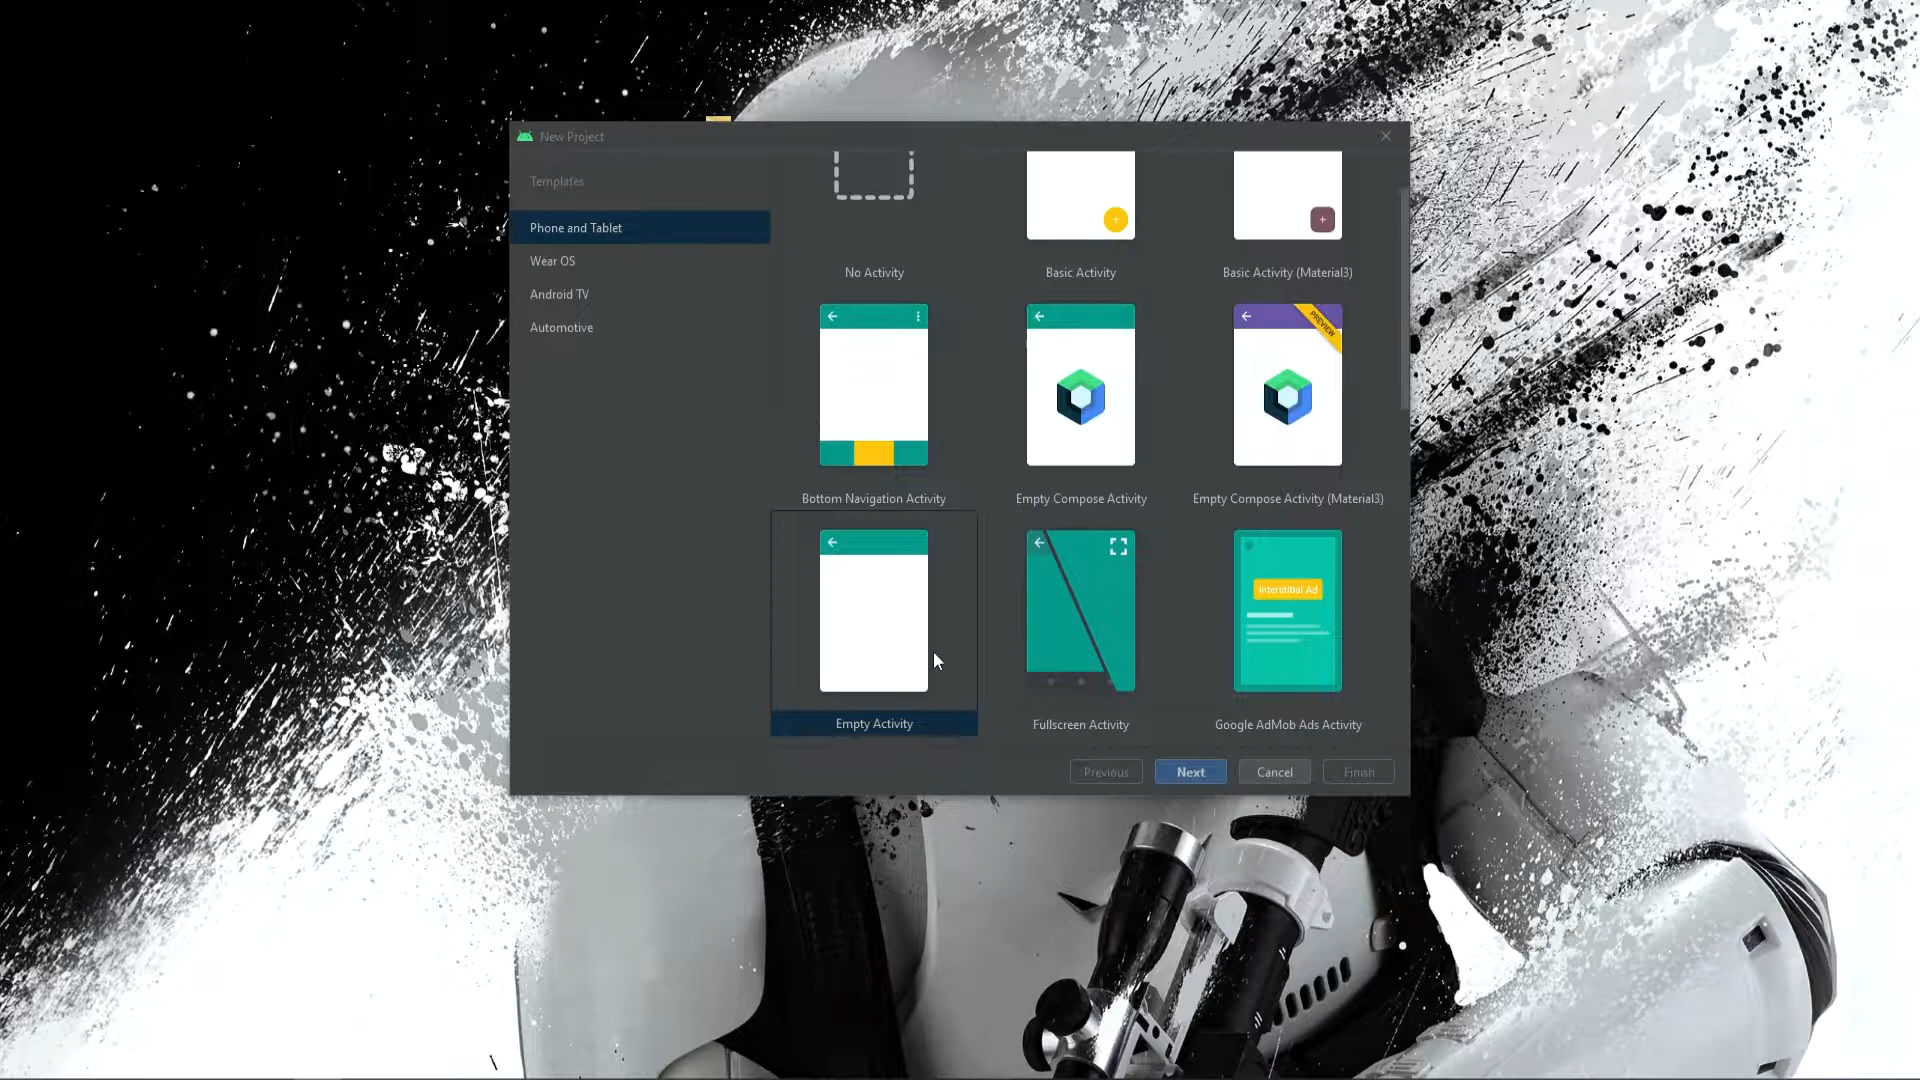 New Project
Templates
Phone and Tablet
Wear OS
Android TV
Automotive
No Activity
Basic Activity
Basic Activity (Material3)
PREVIEW
Bottom Navigation Activity
Empty Compose Activity
Empty Compose Activity (Material3)
Interstitial Ad
Empty Activity
Fullscreen Activity
Google AdMob Ads Activity
Previous
Next
Cancel
Finish